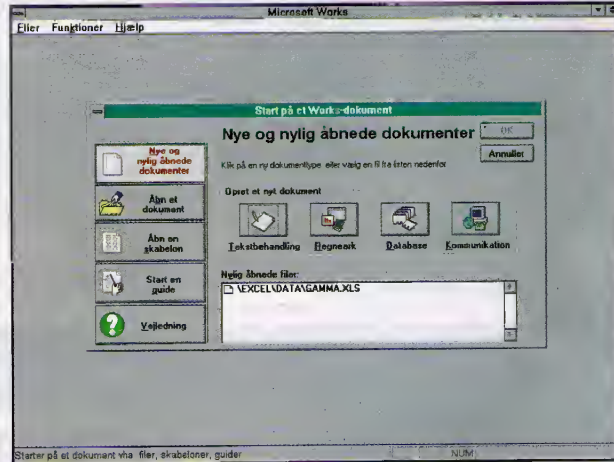 Microsoft Works
Filer Funktioner Hjælp
Start på et Works-dokument
Nye og nylig åbnede dokumenter
OK
Annuller
Klik på en ny dokumenttype, eller vælg en fil fra listen nedenfor
Nye og
nylig åbnede
dokumenter
Åbn et
dokument
Åbn en
skabelon
Start en
guide
Vejledning
Opret et nyt dokument
Tekstbehandling Regneark Database Kommunikation
Nylig åbnede filer:
\EXCEL\DATA\GAMMA.XLS
Starter på et dokument vha. filer, skabeloner, guider
NUM